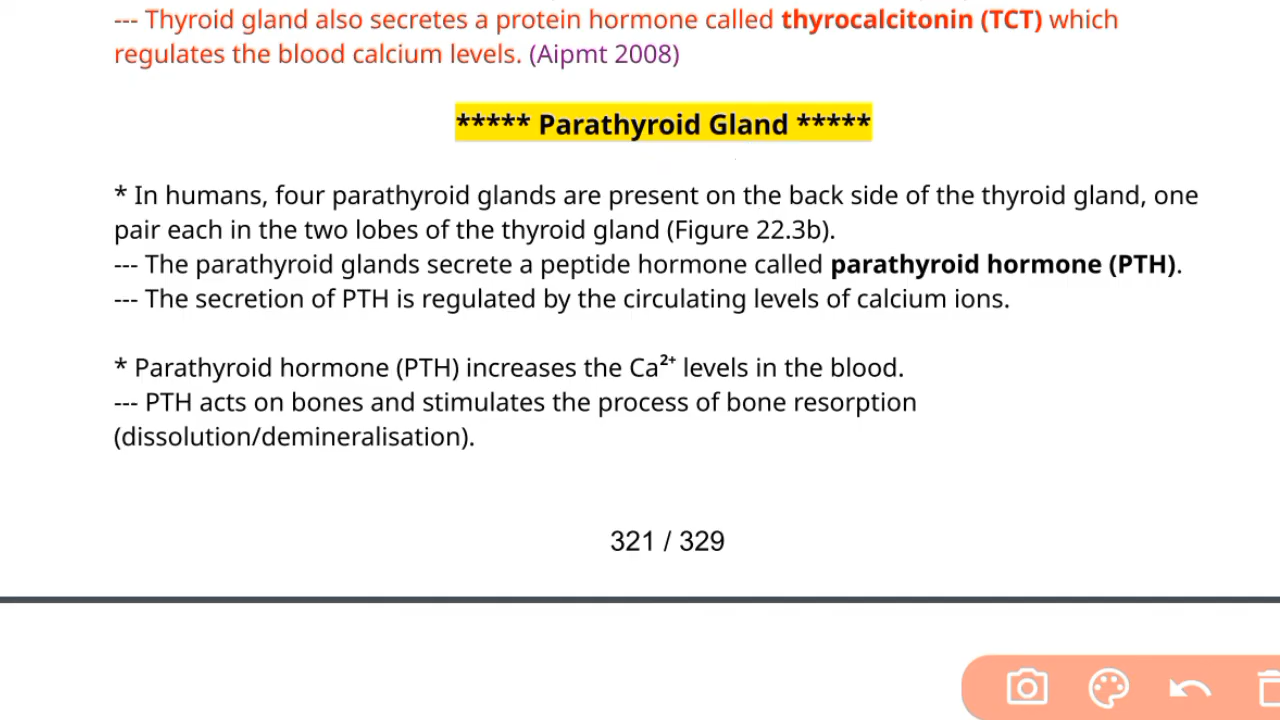 --- Thyroid gland also secretes a protein hormone called thyrocalcitonin (TCT) which
regulates the blood calcium levels. (Aipmt 2008)
***** Parathyroid Gland *****
* In humans, four parathyroid glands are present on the back side of the thyroid gland, one
pair each in the two lobes of the thyroid gland (Figure 22.3b).
--- The parathyroid glands secrete a peptide hormone called parathyroid hormone (PTH).
--- The secretion of PTH is regulated by the circulating levels of calcium ions.
* Parathyroid hormone (PTH) increases the Ca²⁺ levels in the blood.
--- PTH acts on bones and stimulates the process of bone resorption
(dissolution/demineralisation).
321 / 329